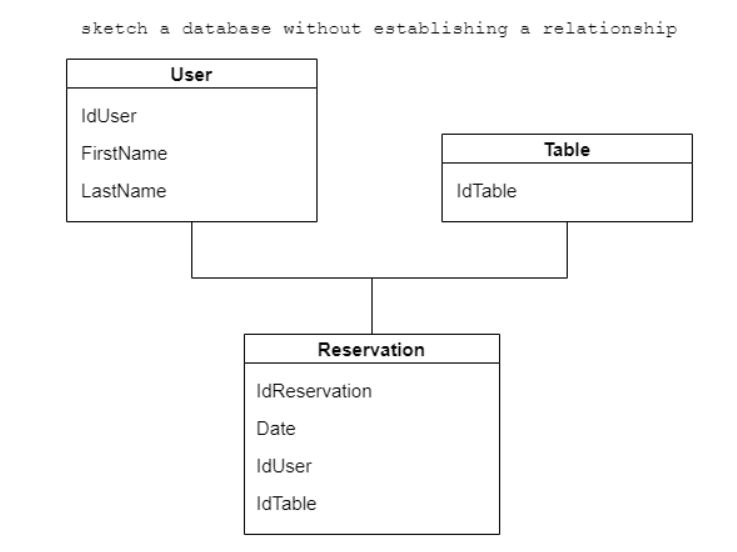 sketch a database without establishing a relationship
User
IdUser
FirstName
LastName
Table
IdTable
Reservation
IdReservation
Date
IdUser
IdTable